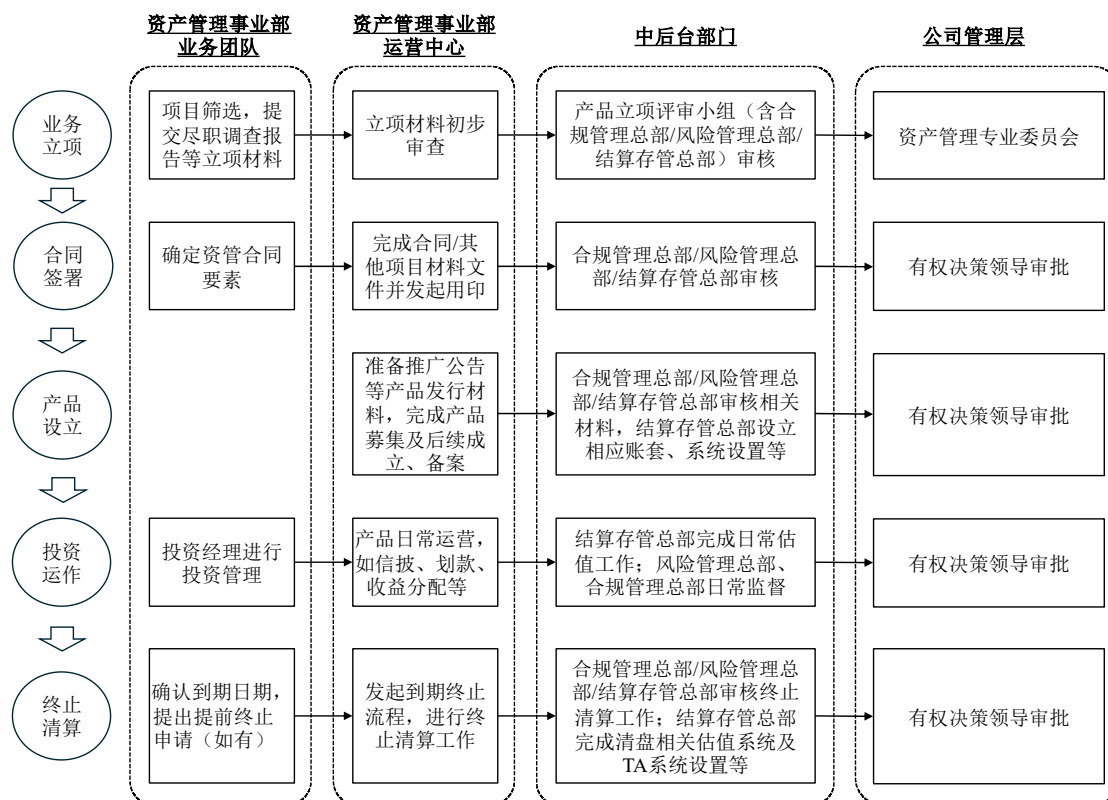 资产管理事业部
业务团队
资产管理事业部
运营中心
中后台部门
公司管理层
业务
立项
项目筛选，提
交尽职调查报
告等立项材料
立项材料初步
审查
产品立项评审小组（含合
规管理总部/风险管理总部/
结算存管总部）审核
资产管理专业委员会
合同
签署
确定资管合同
要素
完成合同/其
他项目材料文
件并发起用印
合规管理总部/风险管理总
部/结算存管总部审核
有权决策领导审批
产品
设立
准备推广公告
等产品发行材
料，完成产品
募集及后续成
立、备案
合规管理总部/风险管理总
部/结算存管总部审核相关
材料，结算存管总部设立
相应账套、系统设置等
有权决策领导审批
投资
运作
投资经理进行
投资管理
产品日常运营，
如信披、划款、
收益分配等
结算存管总部完成日常估
值工作；风险管理总部、
合规管理总部日常监督
有权决策领导审批
终止
清算
确认到期日期，
提出提前终止
申请（如有）
发起到期终止
流程，进行终
止清算工作
合规管理总部/风险管理总
部/结算存管总部审核终止
清算工作；结算存管总部
完成清盘相关估值系统及
TA系统设置等
有权决策领导审批